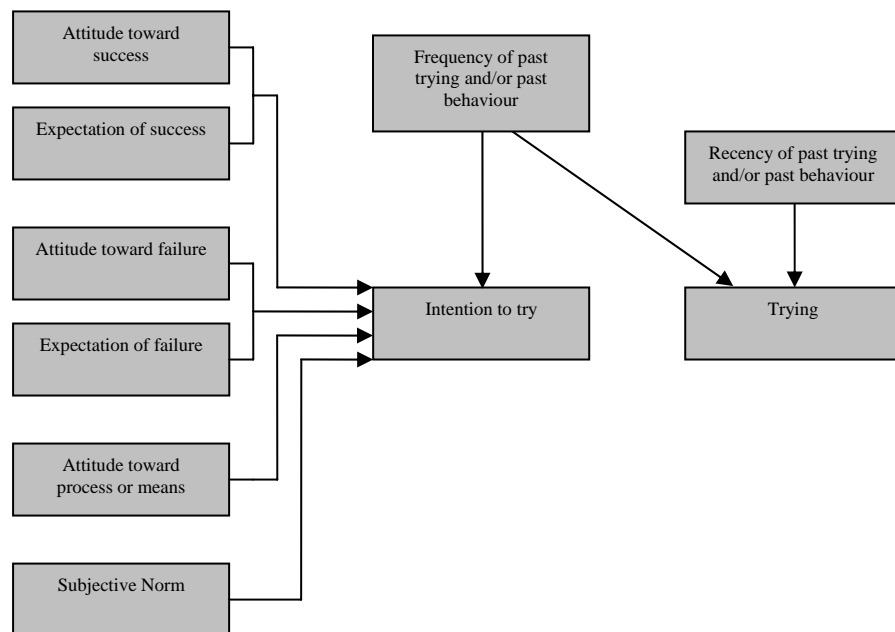 Attitude toward
success
Expectation of success
Attitude toward failure
Expectation of failure
Attitude toward
process or means
Subjective Norm
Frequency of past
trying and/or past
behaviour
Intention to try
Recency of past trying
and/or past behaviour
Trying